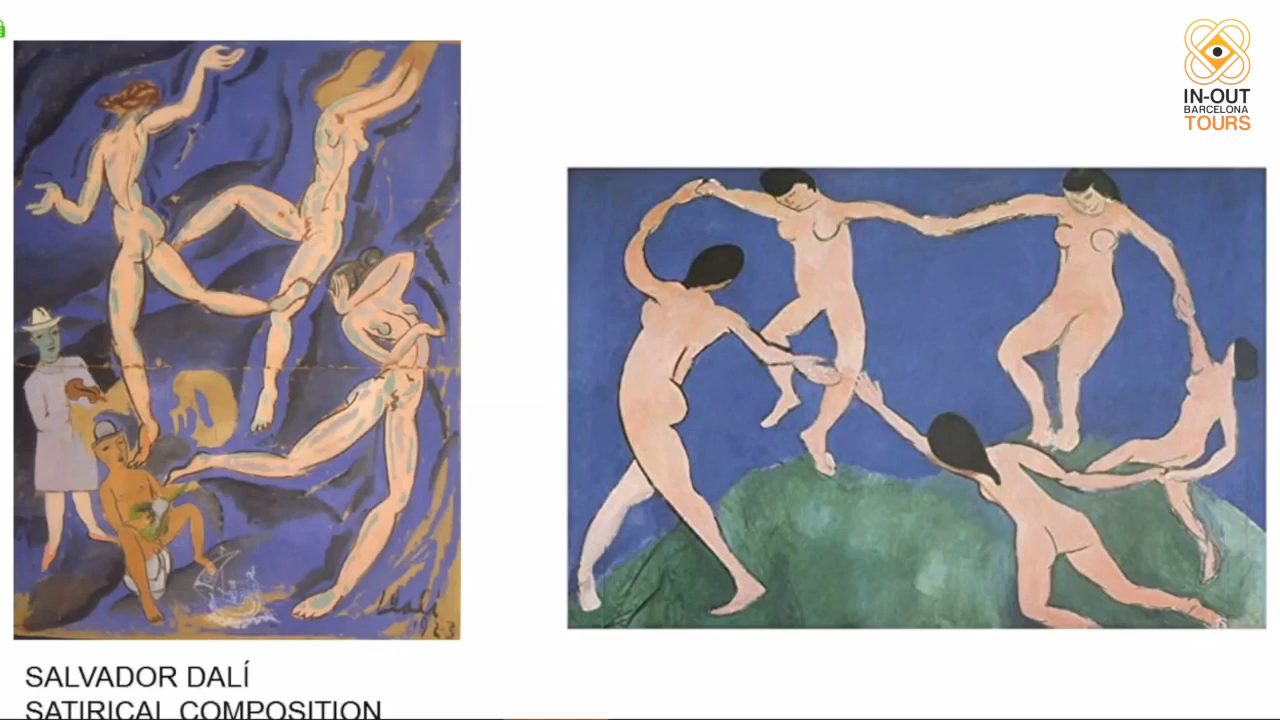 IN-OUT
BARCELONA
TOURS
Dalí
1923
SALVADOR DALÍ
SATIRICAL COMPOSITION